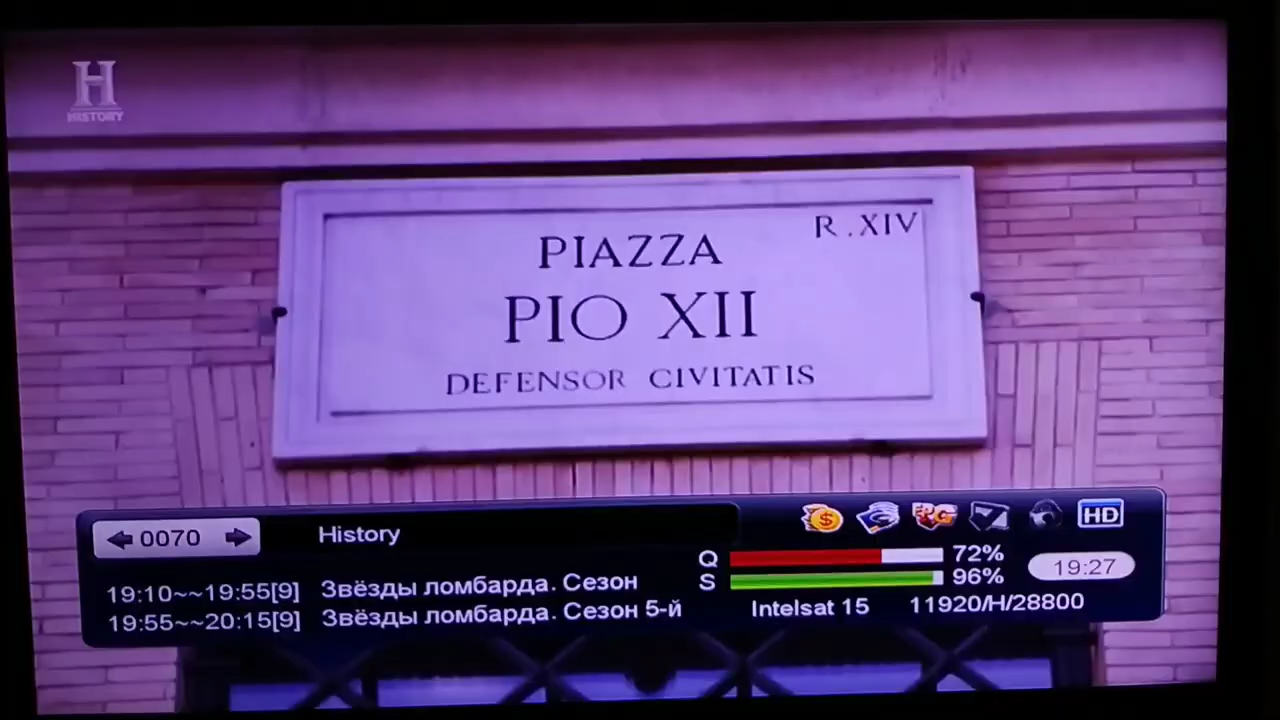 H
HISTORY
R.XIV
PIAZZA
PIO XII
DEFENSOR CIVITATIS
0070
History
$
EPG
HD
Q 72%
S 96%
19:27
19:10~~19:55[9] Звёзды ломбарда. Сезон
19:55~~20:15[9] Звёзды ломбарда. Сезон 5-й
Intelsat 15 11920/H/28800